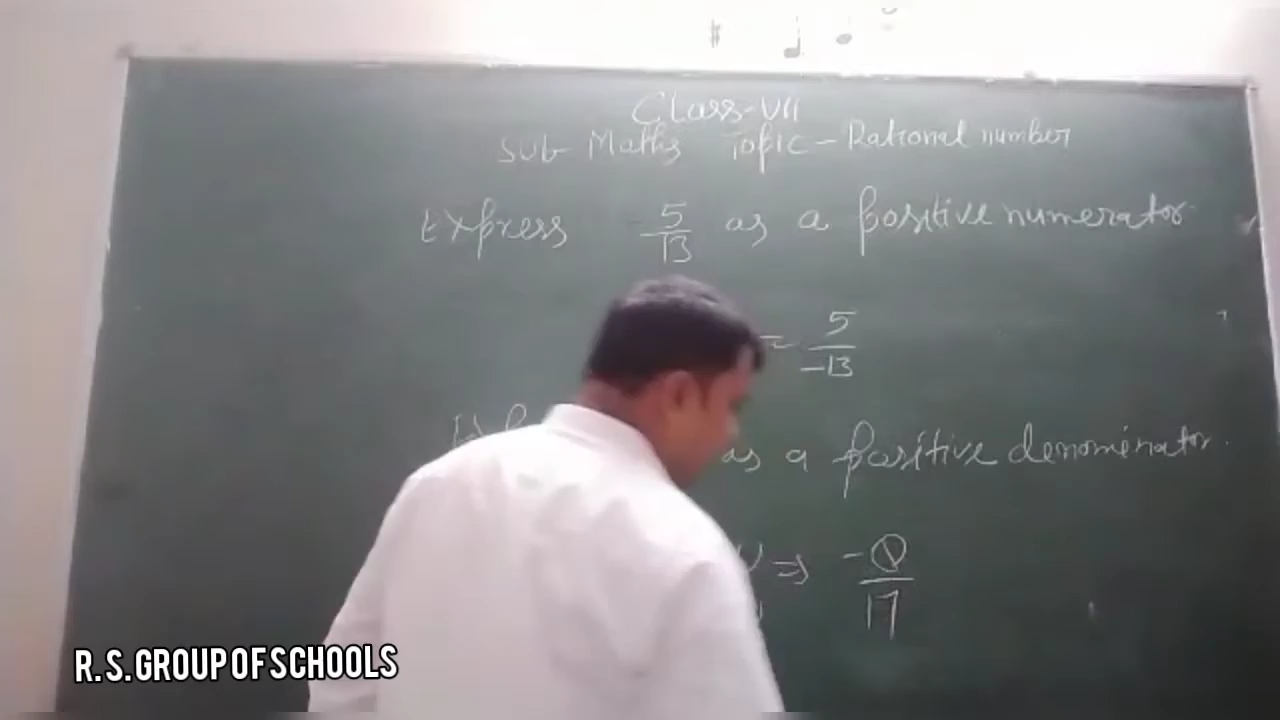 Class-VII
Sub- Maths Topic - Rational number
Express -5/13 as a positive numerator
= 5/-13
as a positive denominator.
=> 17
R. S. GROUP OF SCHOOLS